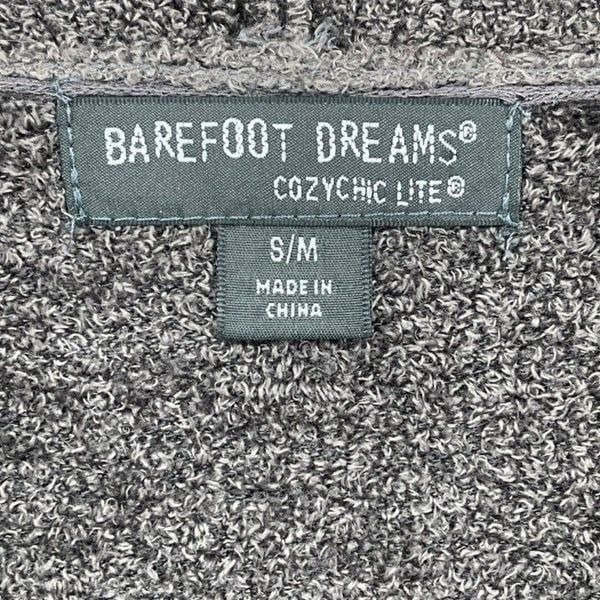 BAREFOOT DREAMS®
COZYCHIC LITE®
S/M
MADE IN
CHINA